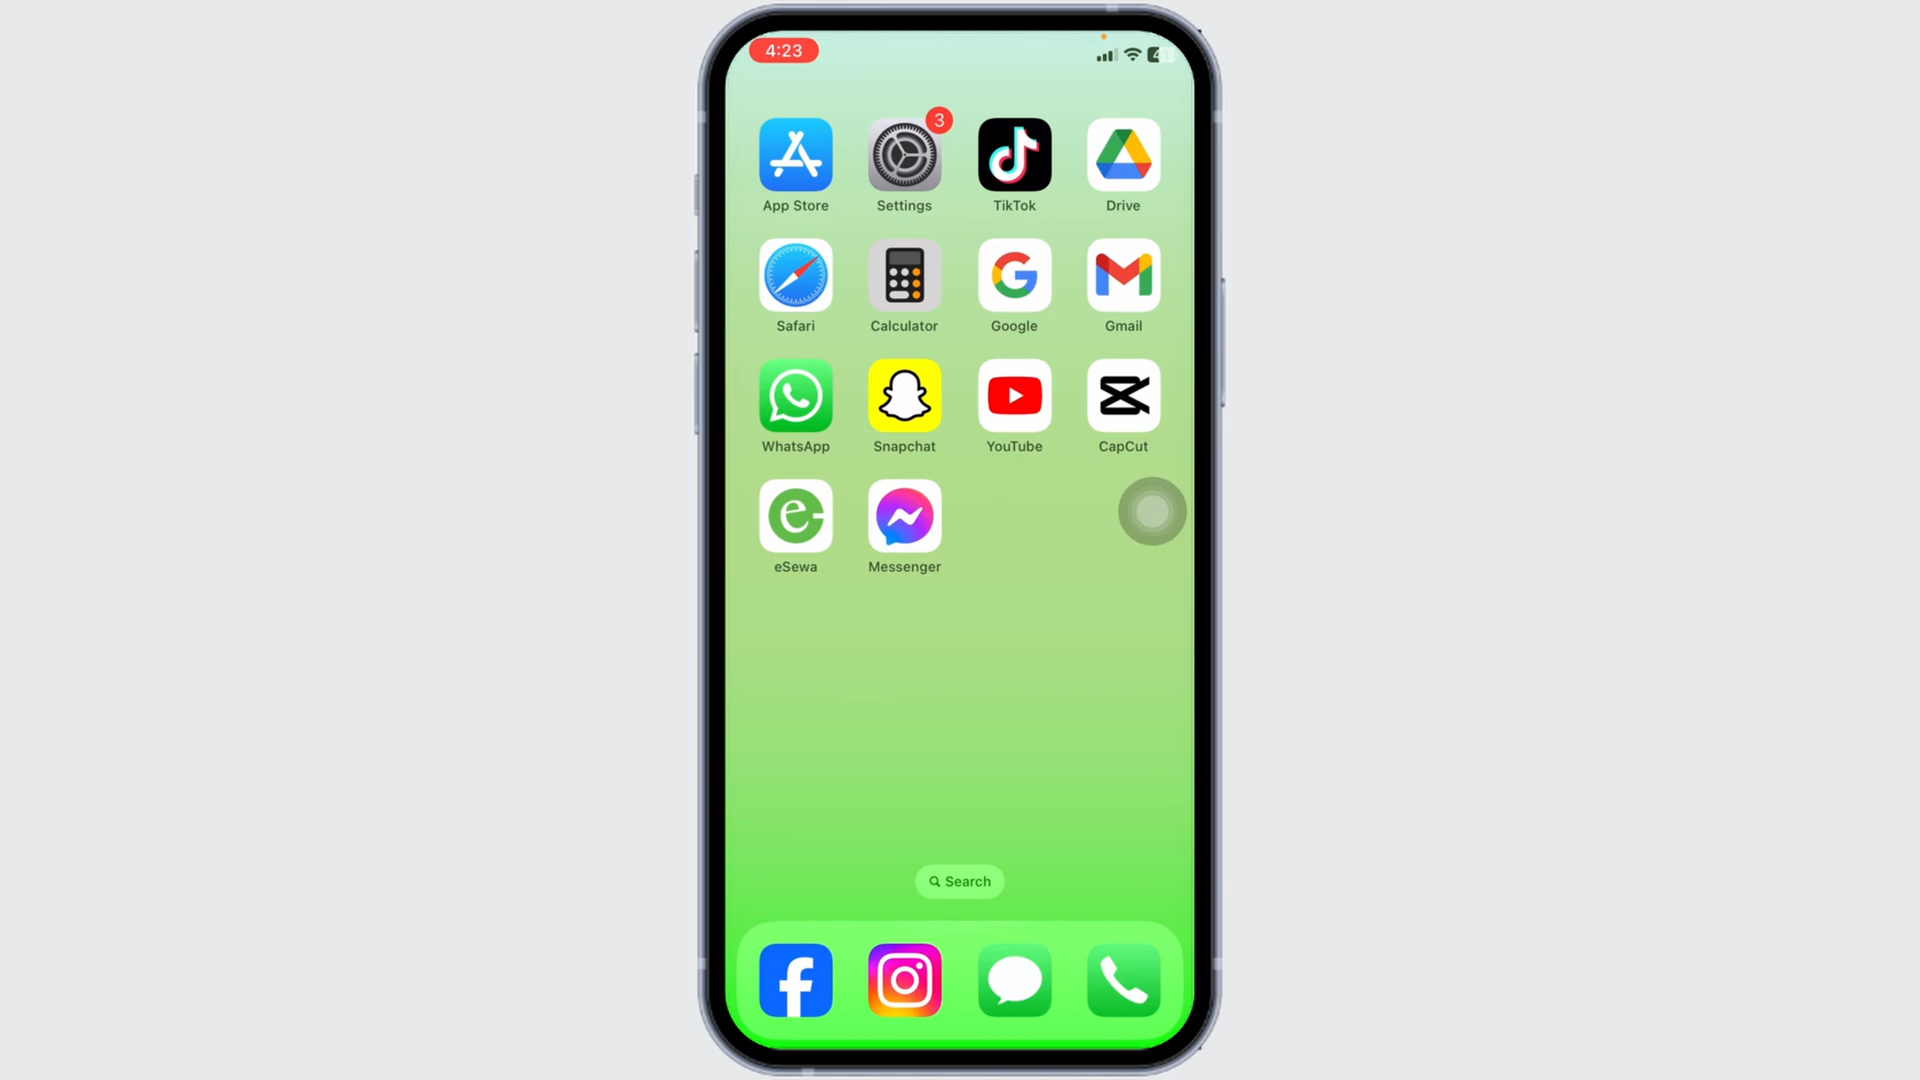 4:23
3
App Store Settings TikTok Drive
Safari Calculator Google Gmail
WhatsApp Snapchat YouTube CapCut
eSewa Messenger
Search